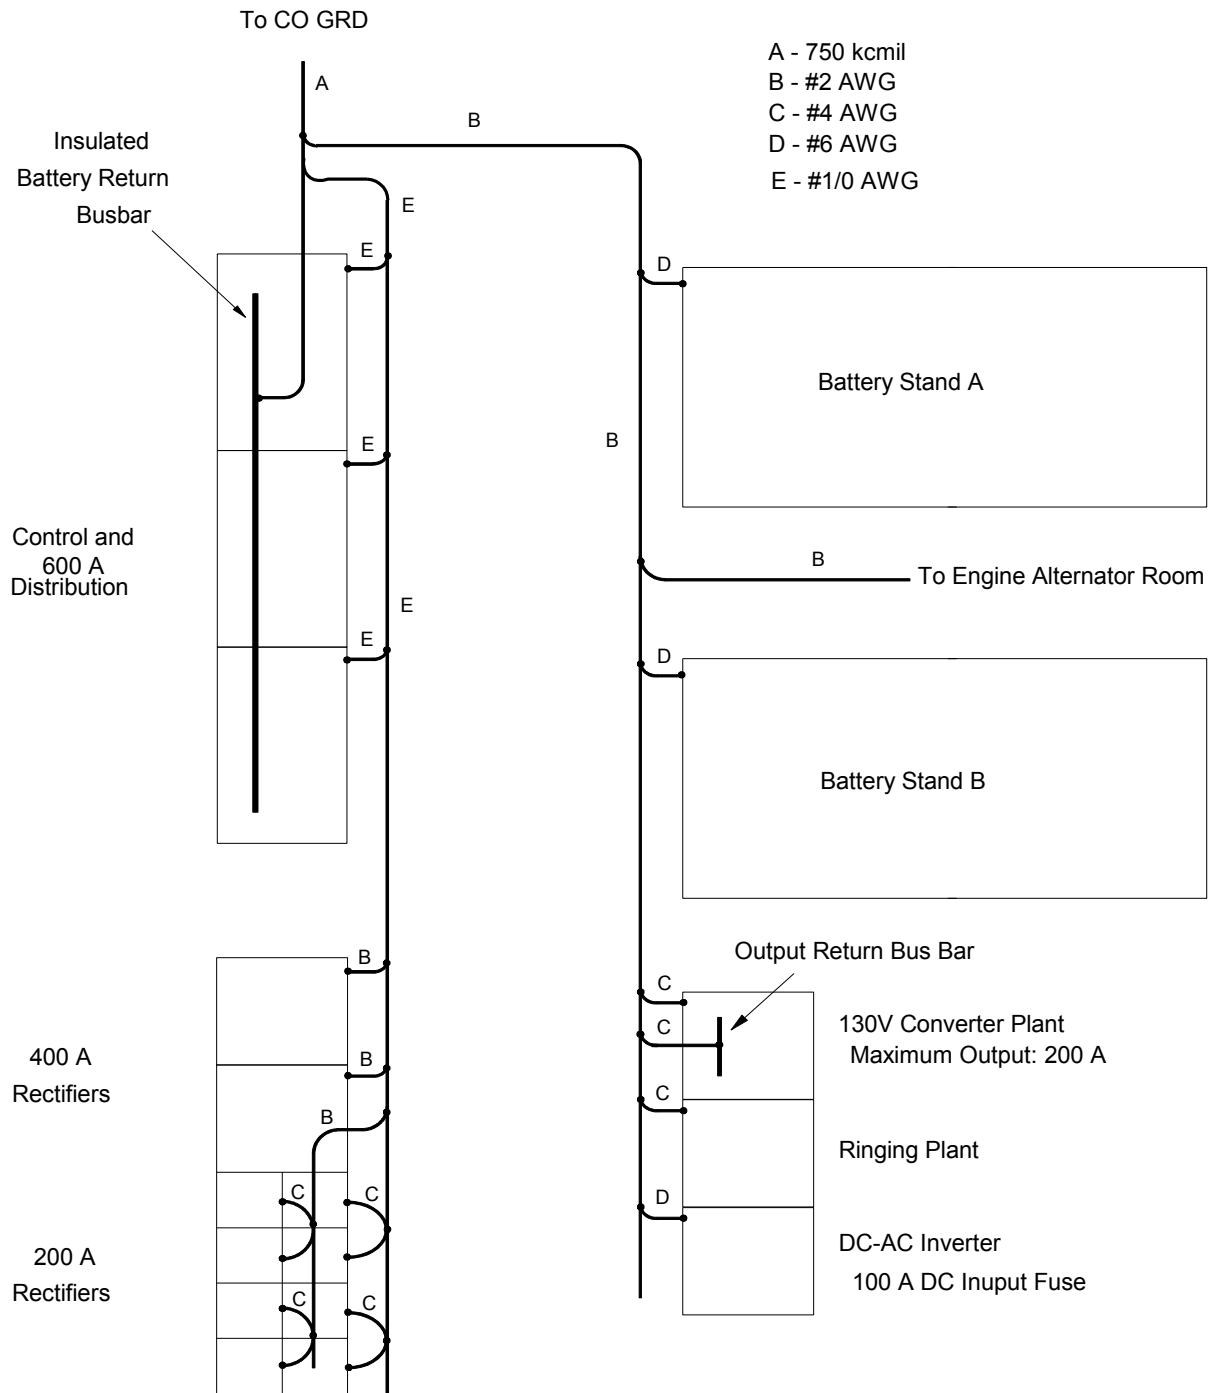 To CO GRD
A - 750 kcmil
B - #2 AWG
C - #4 AWG
D - #6 AWG
E - #1/0 AWG
A
B
Insulated
Battery Return
Busbar
E
E
D
Battery Stand A
E
B
Control and
600 A
Distribution
B
To Engine Alternator Room
E
E
D
Battery Stand B
Output Return Bus Bar
B
C
C
130V Converter Plant
Maximum Output: 200 A
400 A
Rectifiers
B
B
C
Ringing Plant
C
C
D
200 A
Rectifiers
DC-AC Inverter
100 A DC Inuput Fuse
C
C